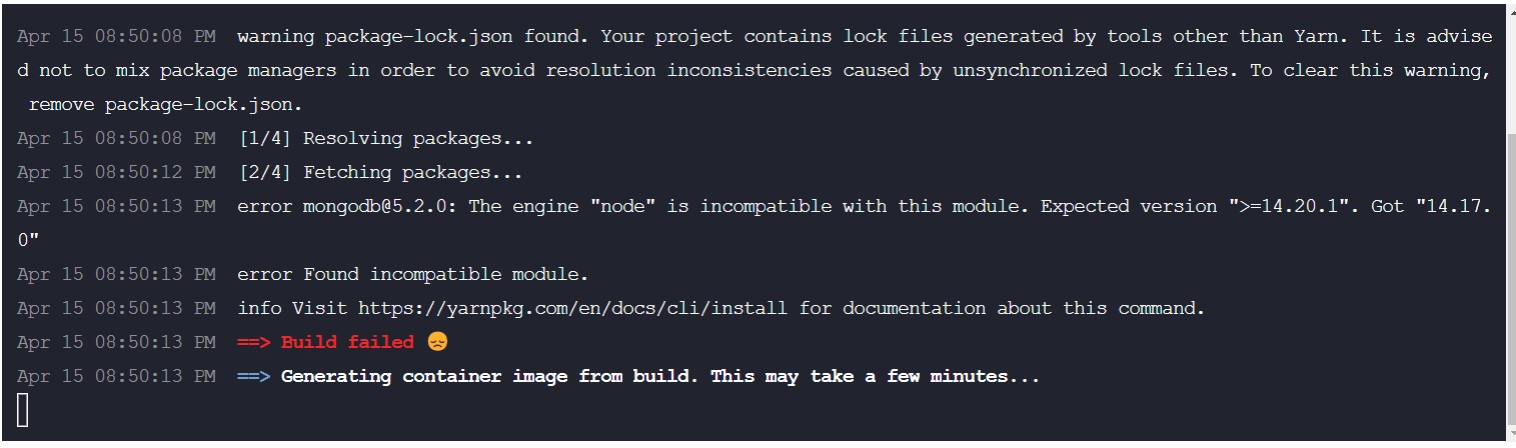 Apr 15 08:50:08 PM  warning package-lock.json found. Your project contains lock files generated by tools other than Yarn. It is advise
d not to mix package managers in order to avoid resolution inconsistencies caused by unsynchronized lock files. To clear this warning,
 remove package-lock.json.
Apr 15 08:50:08 PM  [1/4] Resolving packages...
Apr 15 08:50:12 PM  [2/4] Fetching packages...
Apr 15 08:50:13 PM  error mongodb@5.2.0: The engine "node" is incompatible with this module. Expected version ">=14.20.1". Got "14.17.
0"
Apr 15 08:50:13 PM  error Found incompatible module.
Apr 15 08:50:13 PM  info Visit https://yarnpkg.com/en/docs/cli/install for documentation about this command.
Apr 15 08:50:13 PM  ==> Build failed 😞
Apr 15 08:50:13 PM  ==> Generating container image from build. This may take a few minutes...